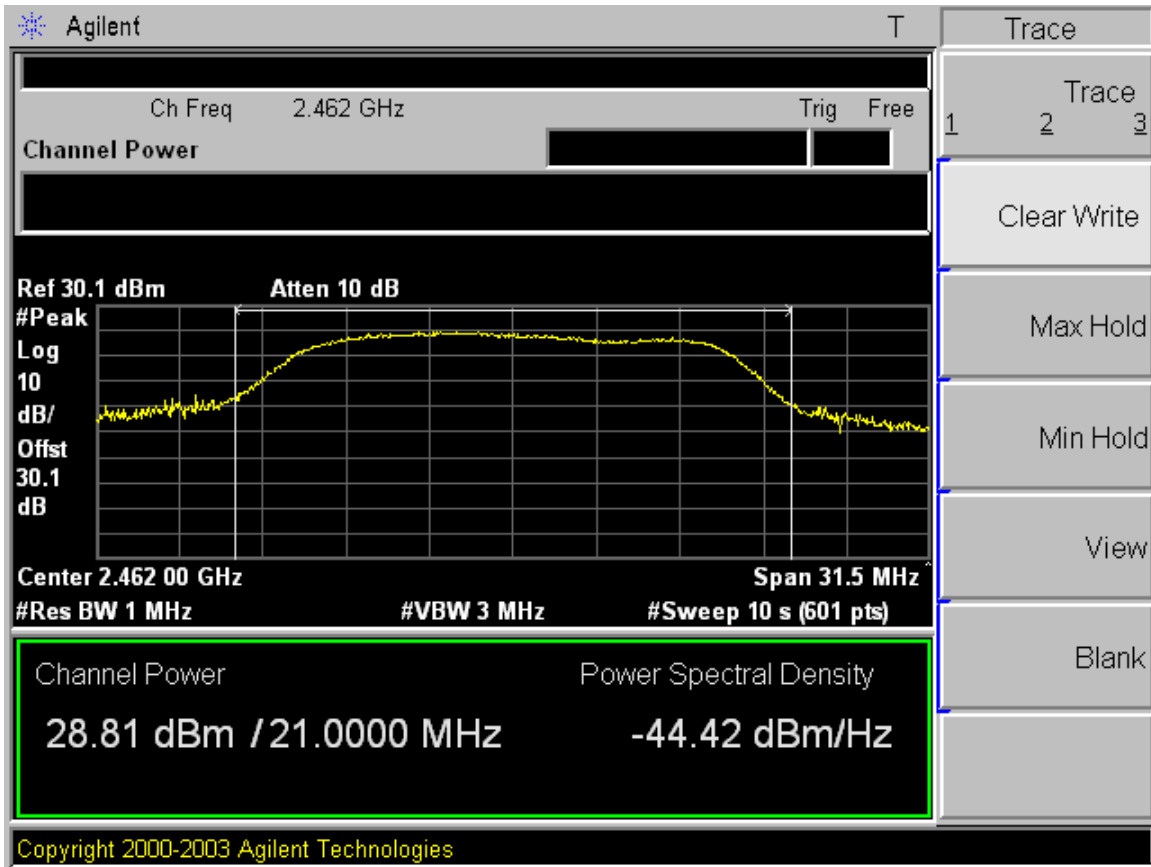 Agilent T
Trace
Ch Freq 2.462 GHz Trig Free
Channel Power
Trace
1 2 3
Clear Write
Max Hold
Min Hold
View
Blank
Ref 30.1 dBm Atten 10 dB
#Peak
Log
10
dB/
Offst
30.1
dB
Center 2.462 00 GHz Span 31.5 MHz^
#Res BW 1 MHz #VBW 3 MHz #Sweep 10 s (601 pts)
Channel Power Power Spectral Density
28.81 dBm / 21.0000 MHz -44.42 dBm/Hz
Copyright 2000-2003 Agilent Technologies